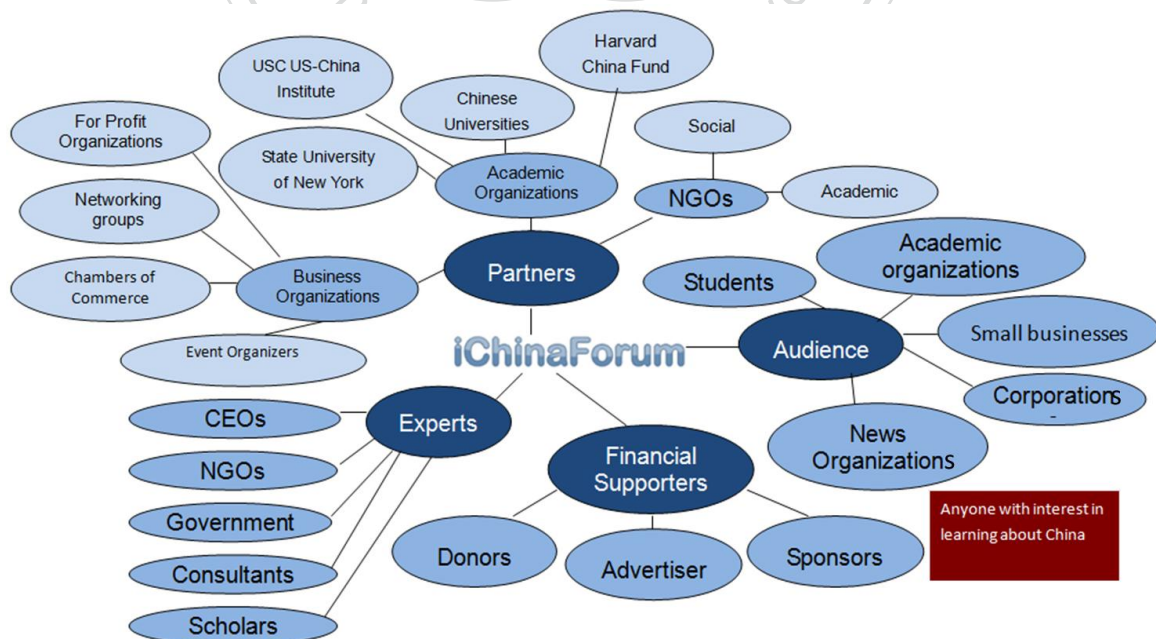 Harvard
China Fund
USC US-China
Institute
Chinese
Universities
Social
For Profit
Organizations
State University
of New York
Academic
Organizations
NGOs
Academic
Networking
groups
Academic
organizations
Partners
Students
Chambers of
Commerce
Business
Organizations
Small businesses
iChinaForum
Audience
Event Organizers
Corporations
CEOs
Experts
News
Organizations
NGOs
Financial
Supporters
Government
Anyone with interest in
learning about China
Donors
Advertiser
Sponsors
Consultants
Scholars